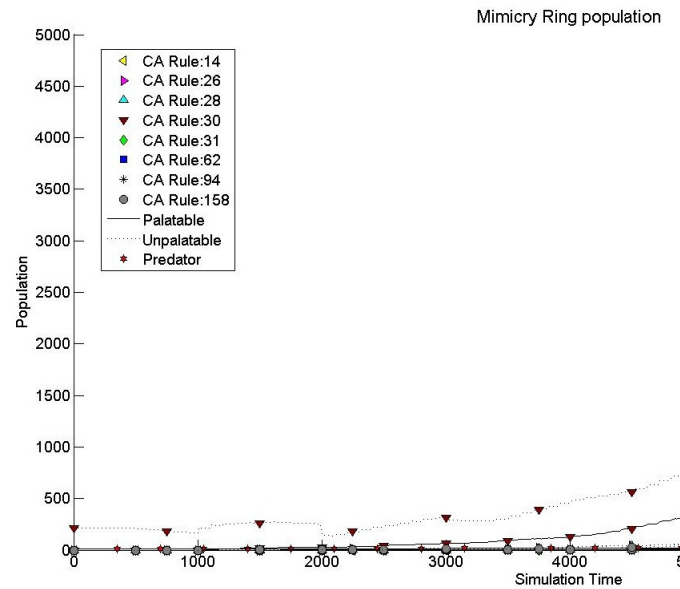 Mimicry Ring population
5000
4500
4000
3500
3000
2500
2000
1500
1000
500
0
Population
CA Rule:14
CA Rule:26
CA Rule:28
CA Rule:30
CA Rule:31
CA Rule:62
CA Rule:94
CA Rule:158
Palatable
Unpalatable
Predator
0 1000 2000 3000 4000
Simulation Time